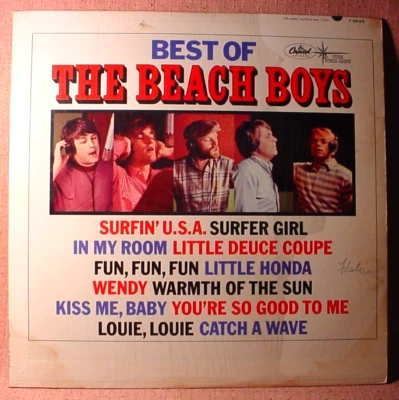 BEST OF
Capitol
THE BEACH BOYS
SURFIN' U.S.A. SURFER GIRL
IN MY ROOM LITTLE DEUCE COUPE
FUN, FUN, FUN LITTLE HONDA
WENDY WARMTH OF THE SUN
KISS ME, BABY YOU'RE SO GOOD TO ME
LOUIE, LOUIE CATCH A WAVE